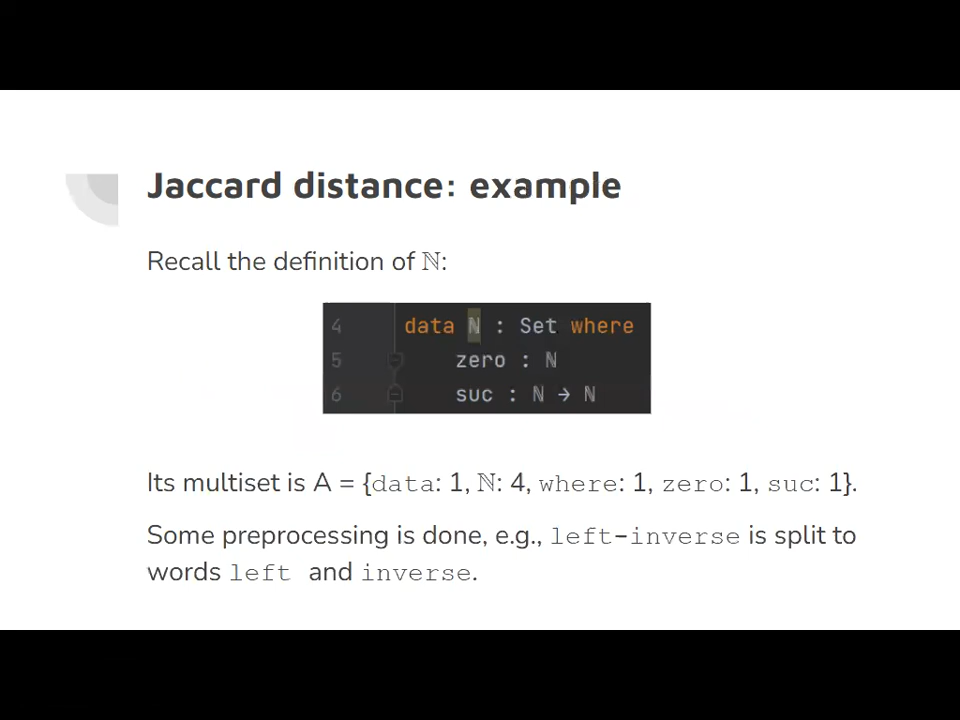 Jaccard distance: example
Recall the definition of ℕ:
4 data ℕ : Set where
5 zero : ℕ
6 suc : ℕ → ℕ
Its multiset is A = {data: 1, ℕ: 4, where: 1, zero: 1, suc: 1}.
Some preprocessing is done, e.g., left-inverse is split to
words left and inverse.